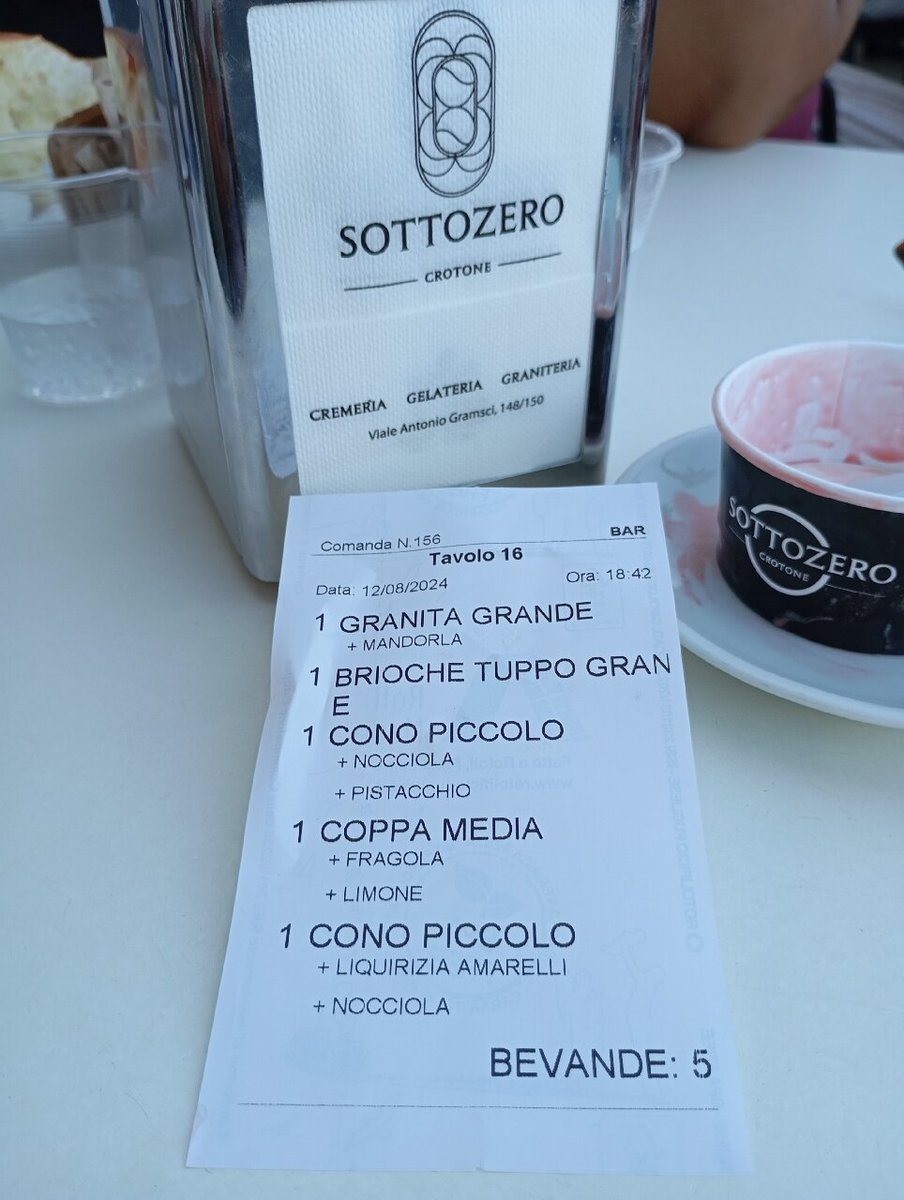 SOTTOZERO
CROTONE
CREMERIA GELATERIA GRANITERIA
Viale Antonio Gramsci, 148/150
SOTTOZERO
CROTONE
Comanda N.156 BAR
Tavolo 16
Data: 12/08/2024 Ora: 18:42
1 GRANITA GRANDE
+ MANDORLA
1 BRIOCHE TUPPO GRAN
E
1 CONO PICCOLO
+ NOCCIOLA
+ PISTACCHIO
1 COPPA MEDIA
+ FRAGOLA
+ LIMONE
1 CONO PICCOLO
+ LIQUIRIZIA AMARELLI
+ NOCCIOLA
BEVANDE: 5